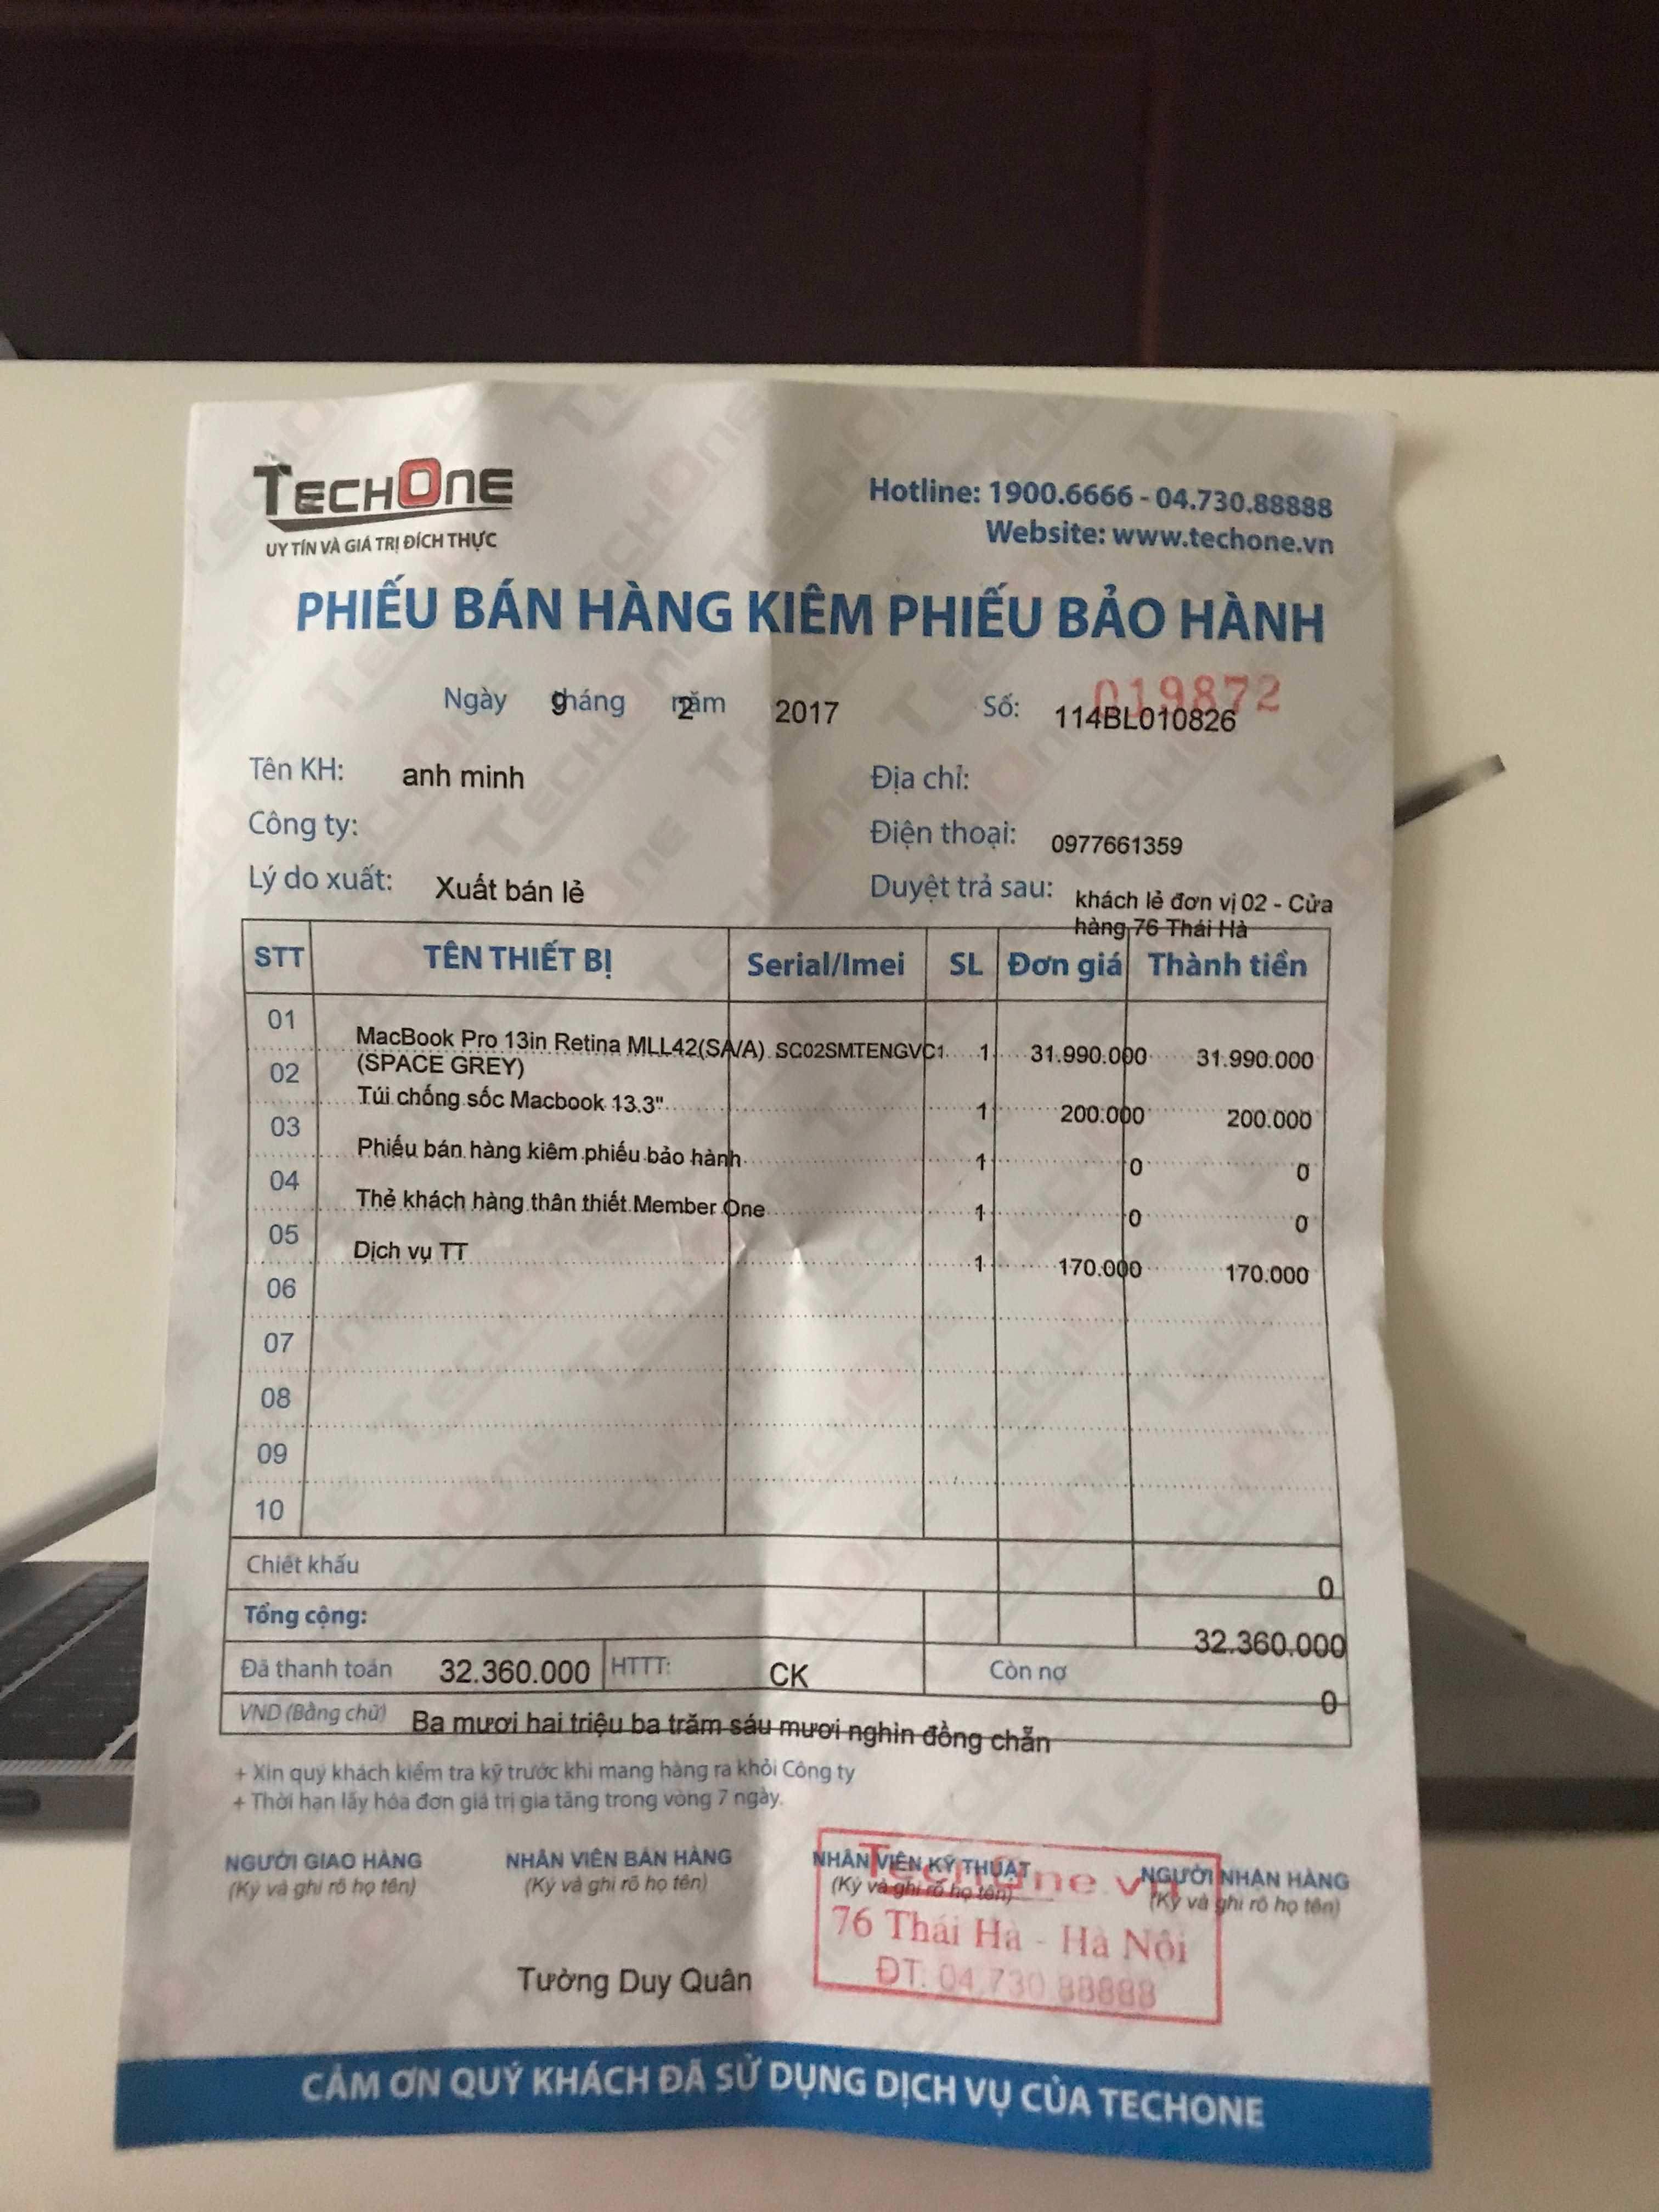 TECHONE
UY TÍN VÀ GIÁ TRỊ ĐÍCH THỰC
Hotline: 1900.6666 - 04.730.88888
Website: www.techone.vn
PHIẾU BÁN HÀNG KIÊM PHIẾU BẢO HÀNH
Ngày 9 tháng 2 năm 2017 Số: 019872
114BL010826
Tên KH: anh minh Địa chỉ:
Công ty: Điện thoại: 0977661359
Lý do xuất: Xuất bán lẻ Duyệt trả sau: khách lẻ đơn vị 02 - Cửa
hàng 76 Thái Hà
STT TÊN THIẾT BỊ Serial/Imei SL Đơn giá Thành tiền
01 MacBook Pro 13in Retina MLL42(SA/A) SC02SMTENGVC1 1 31.990.000 31.990.000
(SPACE GREY)
02 Túi chống sốc Macbook 13.3" 1 200.000 200.000
03 Phiếu bán hàng kiêm phiếu bảo hành 1 0 0
04 Thẻ khách hàng thân thiết Member One 1 0 0
05 Dịch vụ TT 1 170.000 170.000
06
07
08
09
10
Chiết khấu 0
Tổng cộng: 32.360.000
Đã thanh toán 32.360.000 HTTT: CK Còn nợ 0
VND (Bằng chữ) Ba mươi hai triệu ba trăm sáu mươi nghìn đồng chẵn
+ Xin quý khách kiểm tra kỹ trước khi mang hàng ra khỏi Công ty
+ Thời hạn lấy hóa đơn giá trị gia tăng trong vòng 7 ngày.
NGƯỜI GIAO HÀNG NHÂN VIÊN BÁN HÀNG NHÂN VIÊN KỸ THUẬT NGƯỜI NHẬN HÀNG
(Ký và ghi rõ họ tên) (Ký và ghi rõ họ tên) (Ký và ghi rõ họ tên) (Ký và ghi rõ họ tên)
TechOne.vn
76 Thái Hà - Hà Nội
ĐT: 04.730.88888
Tường Duy Quân
CẢM ƠN QUÝ KHÁCH ĐÃ SỬ DỤNG DỊCH VỤ CỦA TECHONE